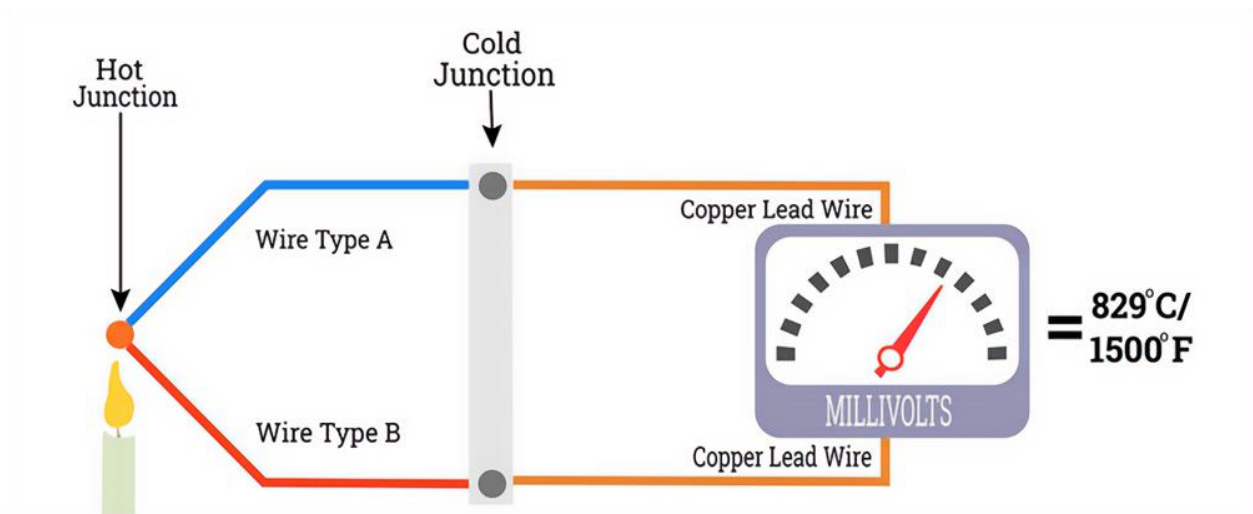 Hot
Junction
Cold
Junction
Wire Type A
Copper Lead Wire
= 829°C/
1500°F
MILLIVOLTS
Wire Type B
Copper Lead Wire